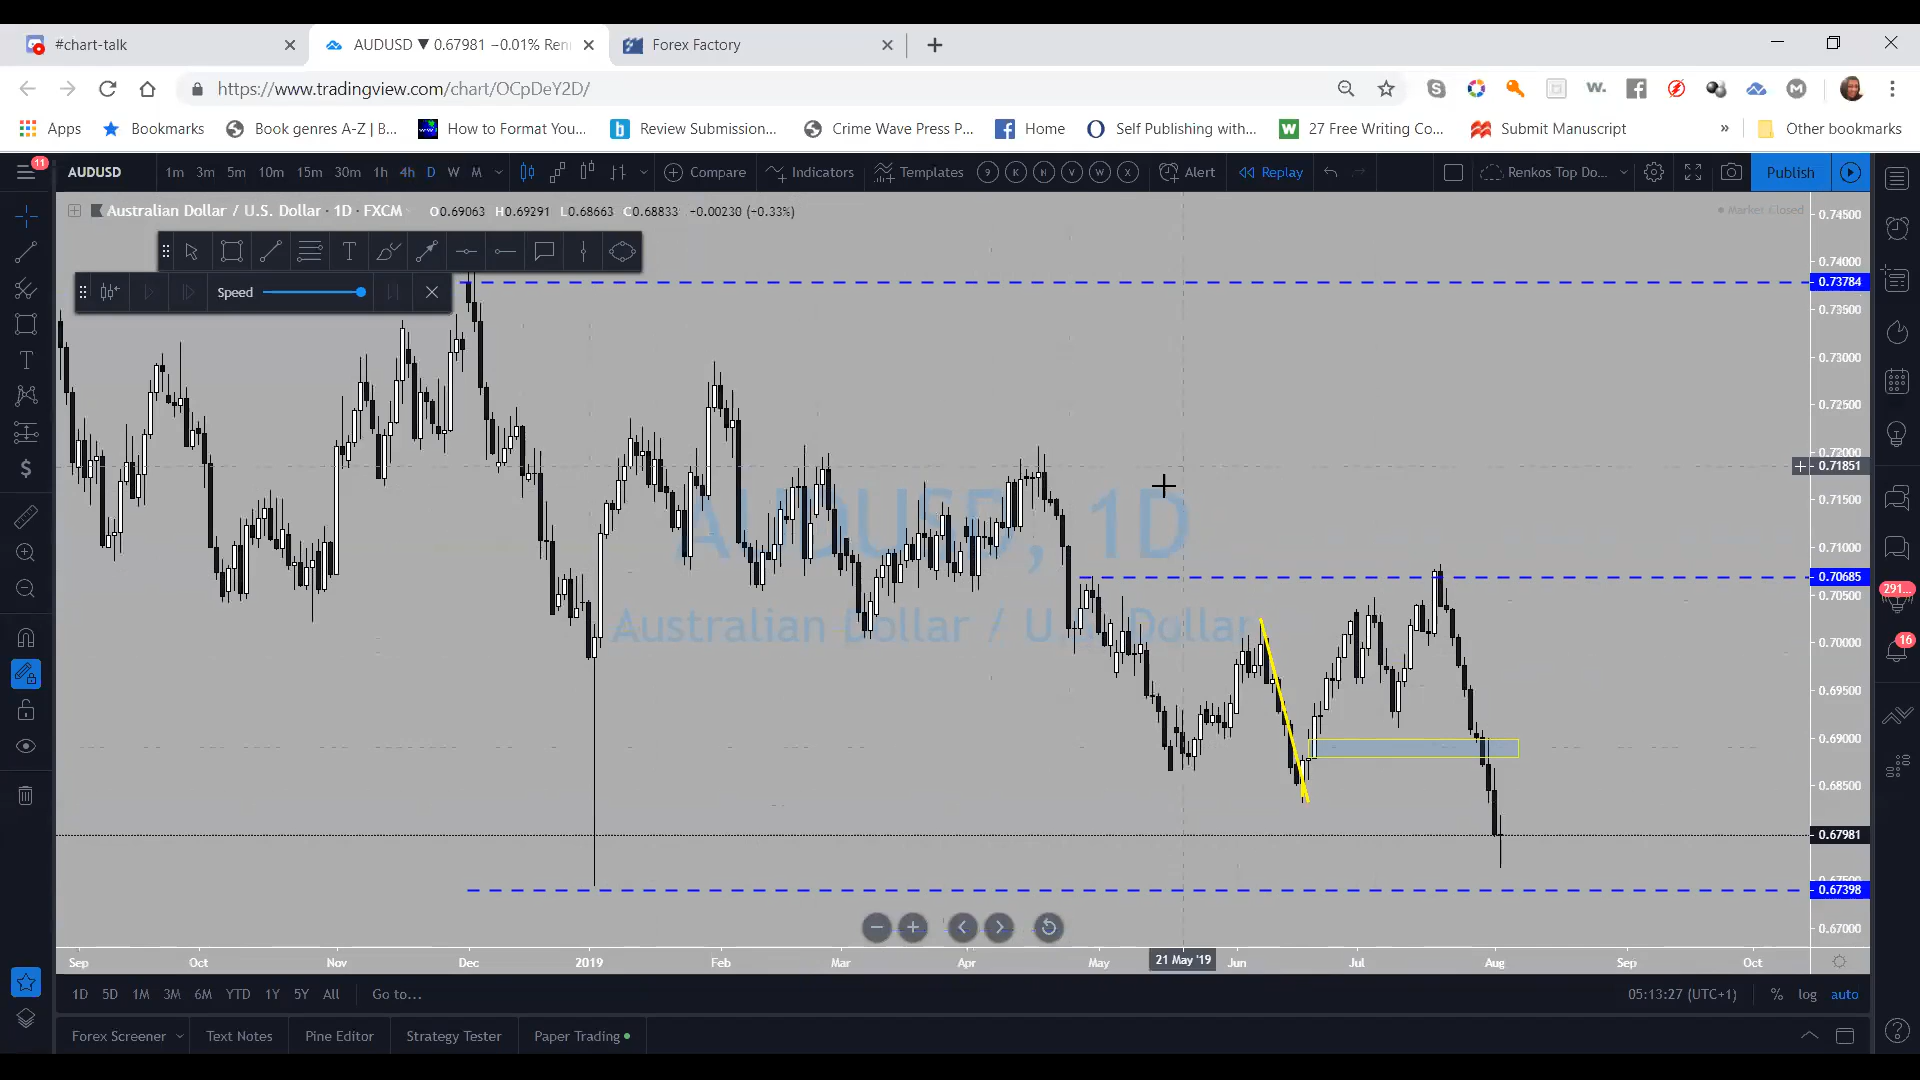 #chart-talk
AUDUSD ▼ 0.67981 −0.01% Ren
Forex Factory
https://www.tradingview.com/chart/OCpDeY2D/
Apps
Bookmarks
Book genres A-Z | B...
How to Format You...
Review Submission...
Crime Wave Press P...
Home
Self Publishing with...
27 Free Writing Co...
Submit Manuscript
»
Other bookmarks
11
AUDUSD
1m 3m 5m 10m 15m 30m 1h 4h D W M
Compare
Indicators
Templates
9 K N V W X
Alert
Replay
Renkos Top Do...
Publish
Australian Dollar / U.S. Dollar · 1D · FXCM
O0.69063 H0.69291 L0.68663 C0.68833 −0.00230 (−0.33%)
Market Closed
Speed
AUDUSD, 1D
Australian Dollar / U.S. Dollar
0.74500
0.74000
0.73784
0.73500
0.73000
0.72500
0.72000
0.71851
0.71500
0.71000
0.70685
0.70500
0.70000
0.69500
0.69000
0.68500
0.67981
0.67500
0.67398
0.67000
291...
16
Sep Oct Nov Dec 2019 Feb Mar Apr May 21 May '19 Jun Jul Aug Sep Oct
1D 5D 1M 3M 6M YTD 1Y 5Y All
Go to...
05:13:27 (UTC+1)
% log auto
Forex Screener
Text Notes
Pine Editor
Strategy Tester
Paper Trading